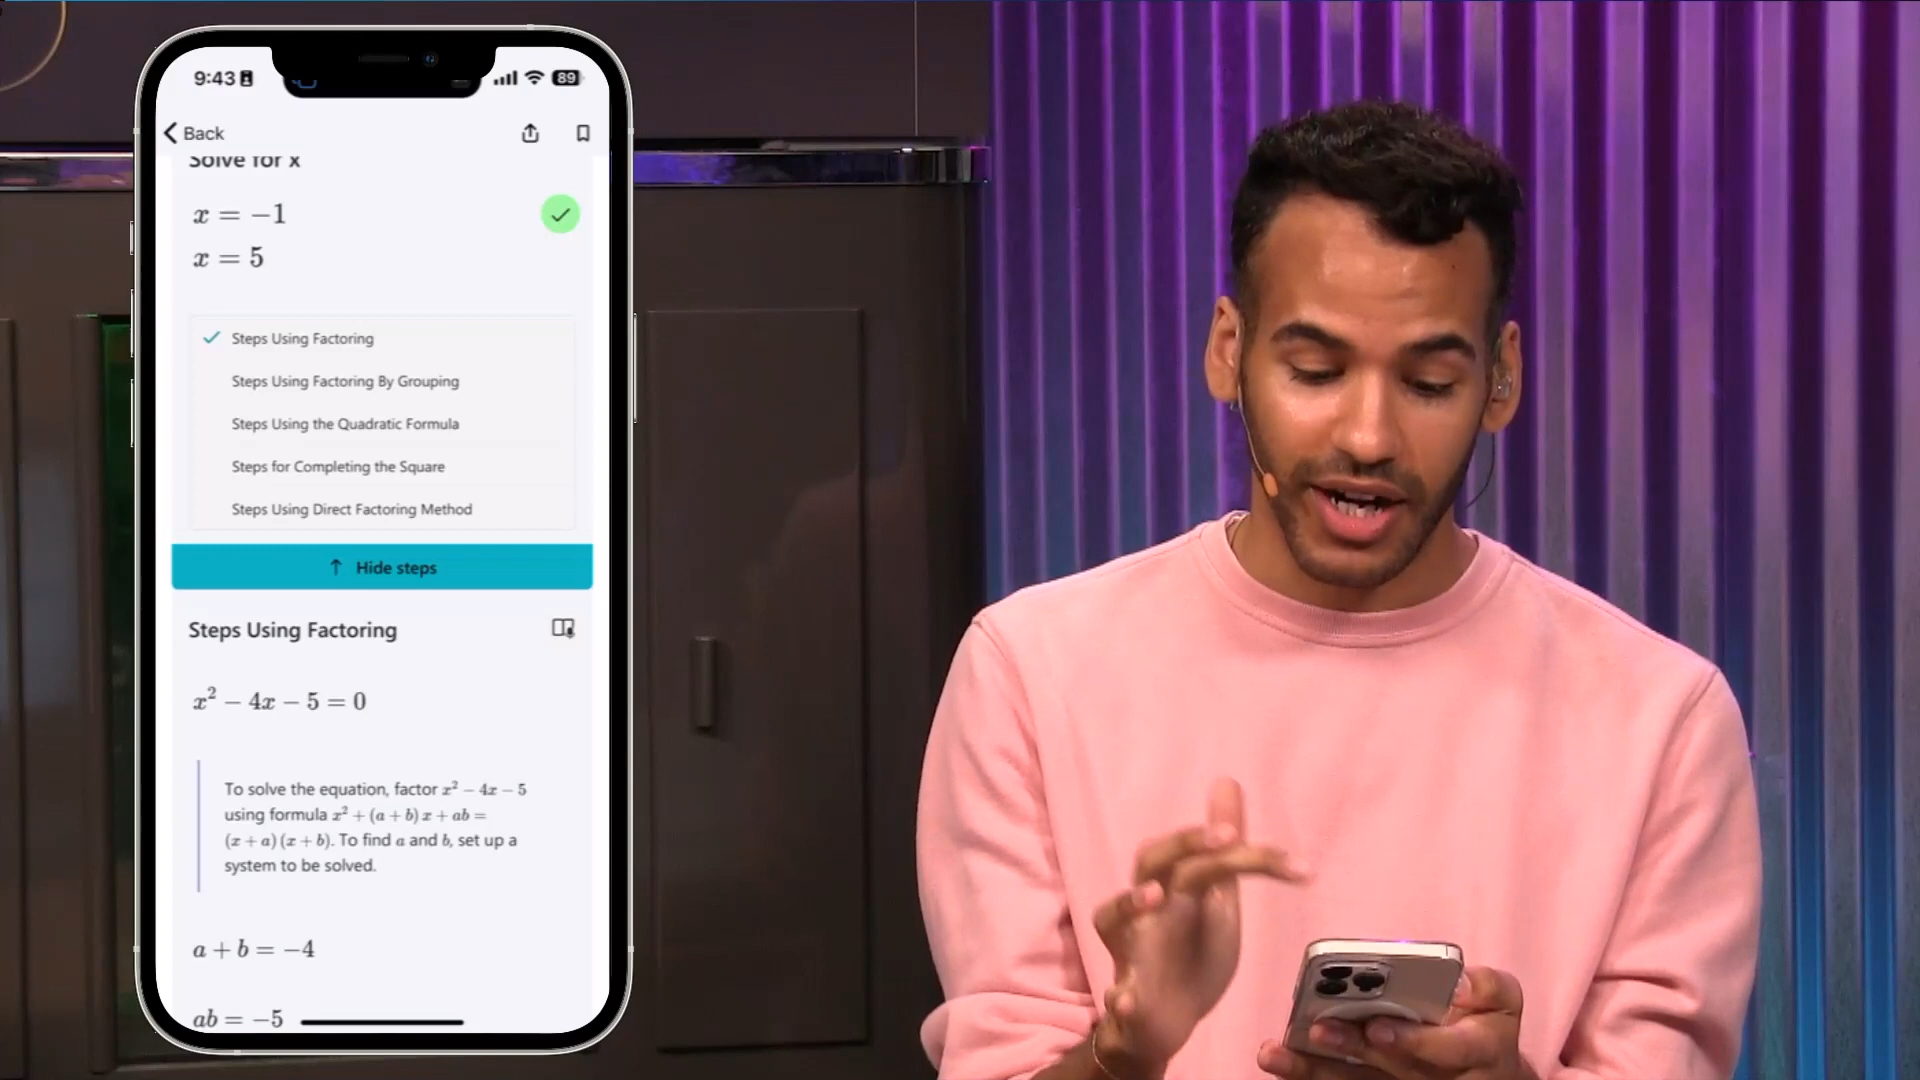 9:43
89
Back
Solve for x
x = −1
x = 5
Steps Using Factoring
Steps Using Factoring By Grouping
Steps Using the Quadratic Formula
Steps for Completing the Square
Steps Using Direct Factoring Method
↑ Hide steps
Steps Using Factoring
x² − 4x − 5 = 0
To solve the equation, factor x² − 4x − 5
using formula x² + (a + b) x + ab =
(x + a) (x + b). To find a and b, set up a
system to be solved.
a + b = −4
ab = −5